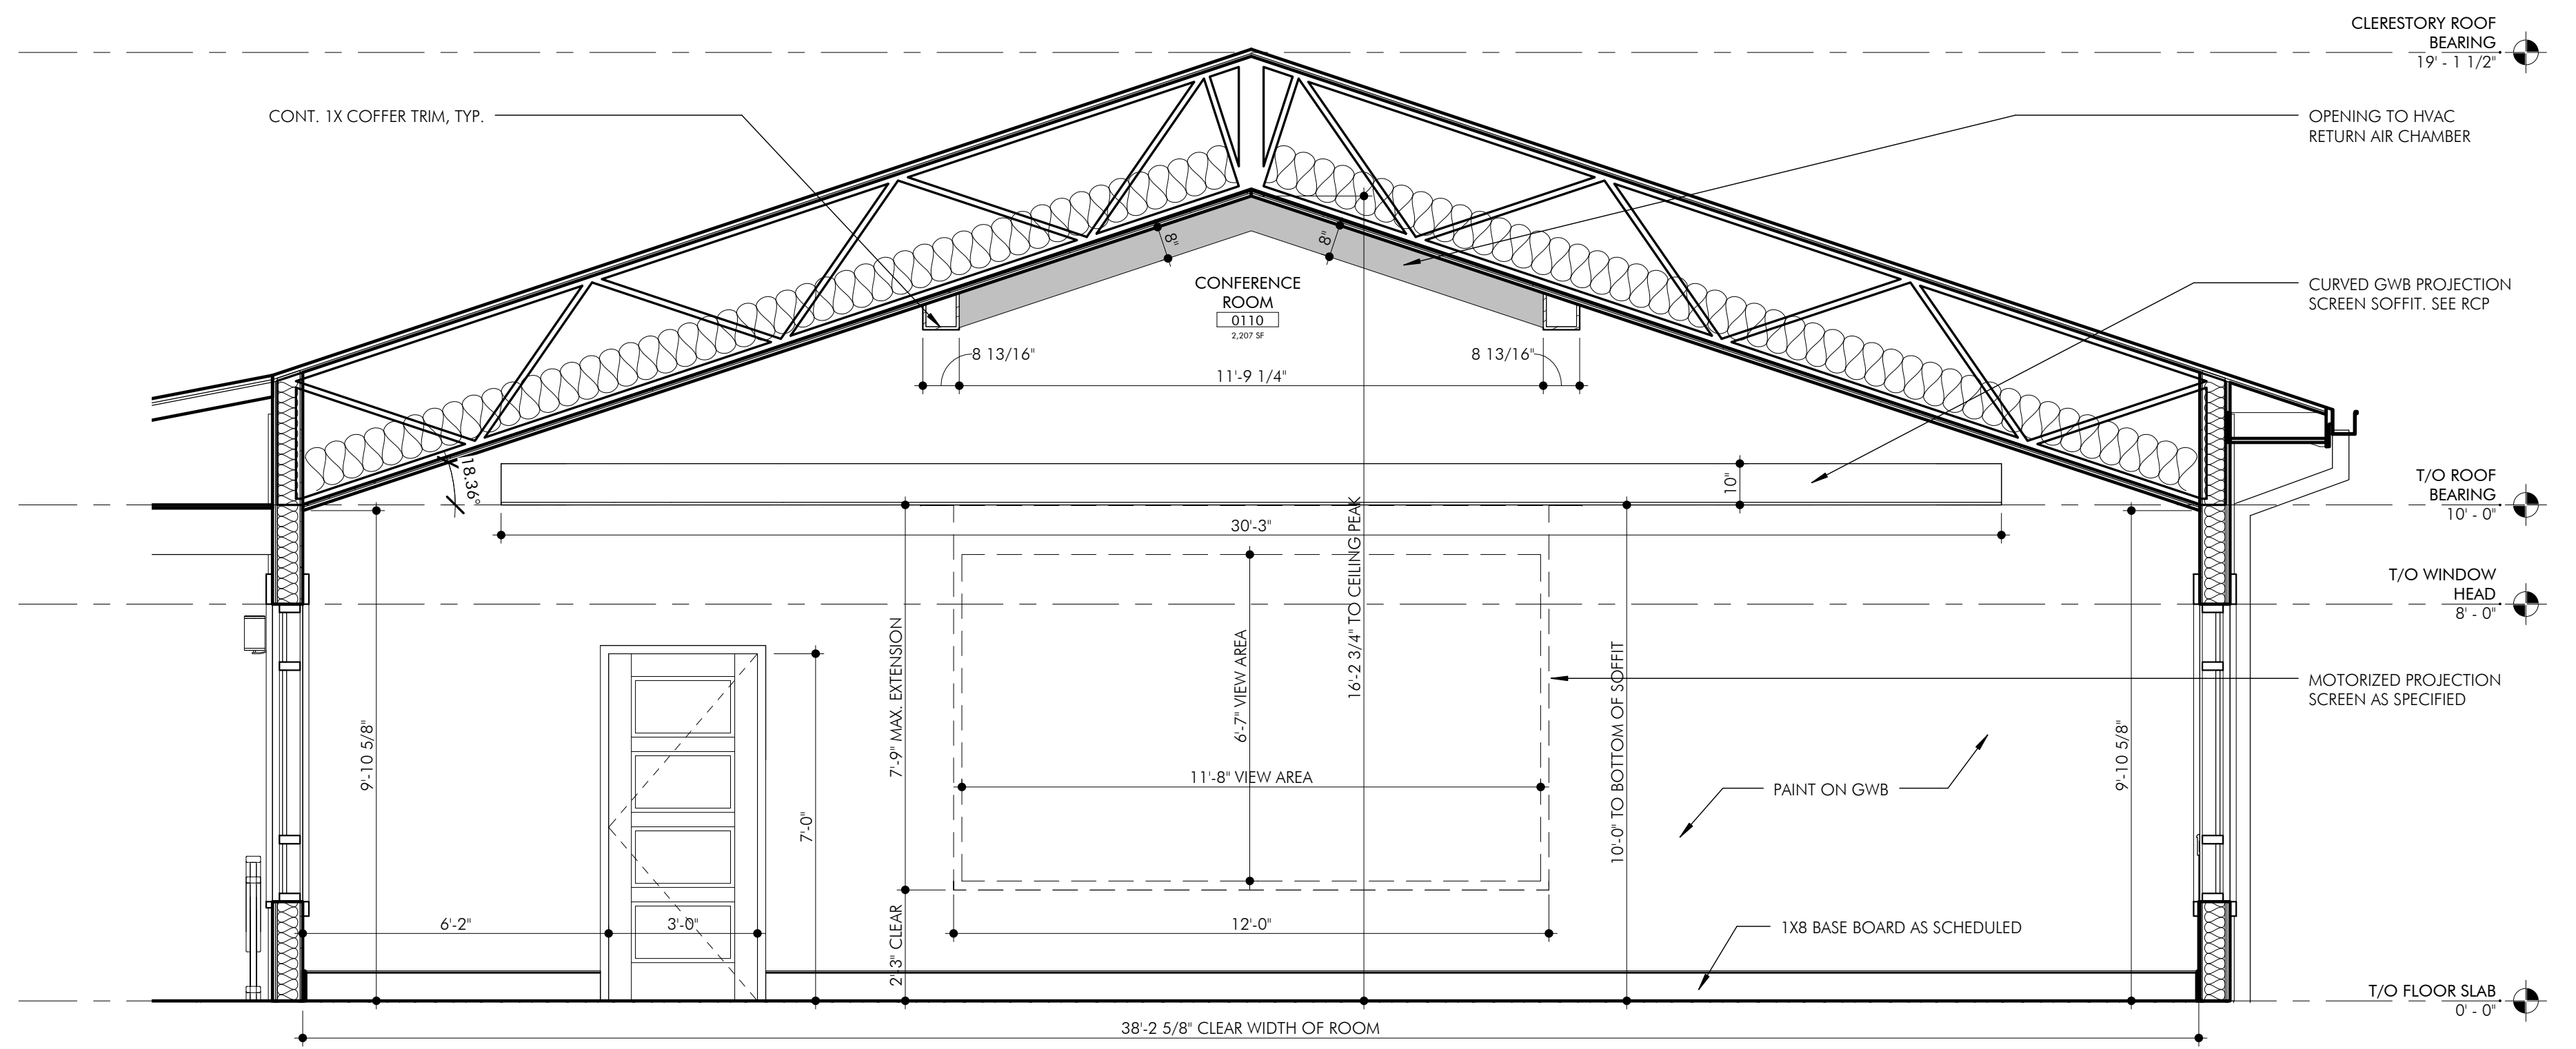 CLERESTORY ROOF
BEARING
19' - 1 1/2"
CONT. 1X COFFER TRIM, TYP.
OPENING TO HVAC
RETURN AIR CHAMBER
8"
8"
CONFERENCE
ROOM
0110
2,207 SF
CURVED GWB PROJECTION
SCREEN SOFFIT. SEE RCP
8 13/16"
8 13/16"
11'-9 1/4"
18.36°
10"
T/O ROOF
BEARING
10' - 0"
30'-3"
16'-2 3/4" TO CEILING PEAK
T/O WINDOW
HEAD
8' - 0"
7'-9" MAX. EXTENSION
6'-7" VIEW AREA
10'-0" TO BOTTOM OF SOFFIT
MOTORIZED PROJECTION
SCREEN AS SPECIFIED
9'-10 5/8"
9'-10 5/8"
11'-8" VIEW AREA
PAINT ON GWB
7'-0"
6'-2"
3'-0"
2'-3" CLEAR
12'-0"
1X8 BASE BOARD AS SCHEDULED
T/O FLOOR SLAB
0' - 0"
38'-2 5/8" CLEAR WIDTH OF ROOM